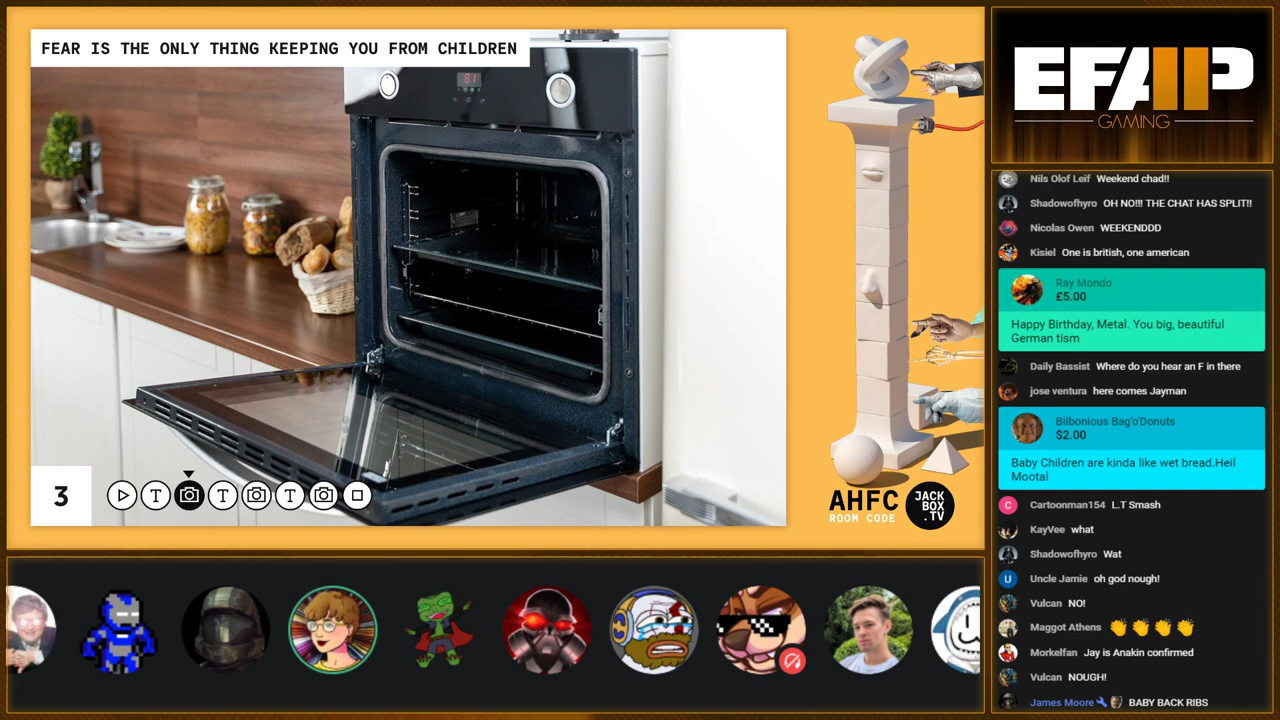 FEAR IS THE ONLY THING KEEPING YOU FROM CHILDREN
81
3
T
T
T
AHFC
ROOM CODE
JACK
BOX
.TV
EFAP
GAMING
Nils Olof Leif Weekend chad!!
Shadowofhyro OH NO!!! THE CHAT HAS SPLIT!!
Nicolas Owen WEEKENDDD
Kisiel One is british, one american
Ray Mondo
£5.00
Happy Birthday, Metal. You big, beautiful
German tism
Daily Bassist Where do you hear an F in there
jose ventura here comes Jayman
Bilbonious Bag'o'Donuts
$2.00
Baby Children are kinda like wet bread.Heil
Mootal
C
Cartoonman154 L.T Smash
KayVee what
Shadowofhyro Wat
U
Uncle Jamie oh god nough!
Vulcan NO!
Maggot Athens 👏 👏 👏 👏
Morkelfan Jay is Anakin confirmed
Vulcan NOUGH!
James Moore BABY BACK RIBS